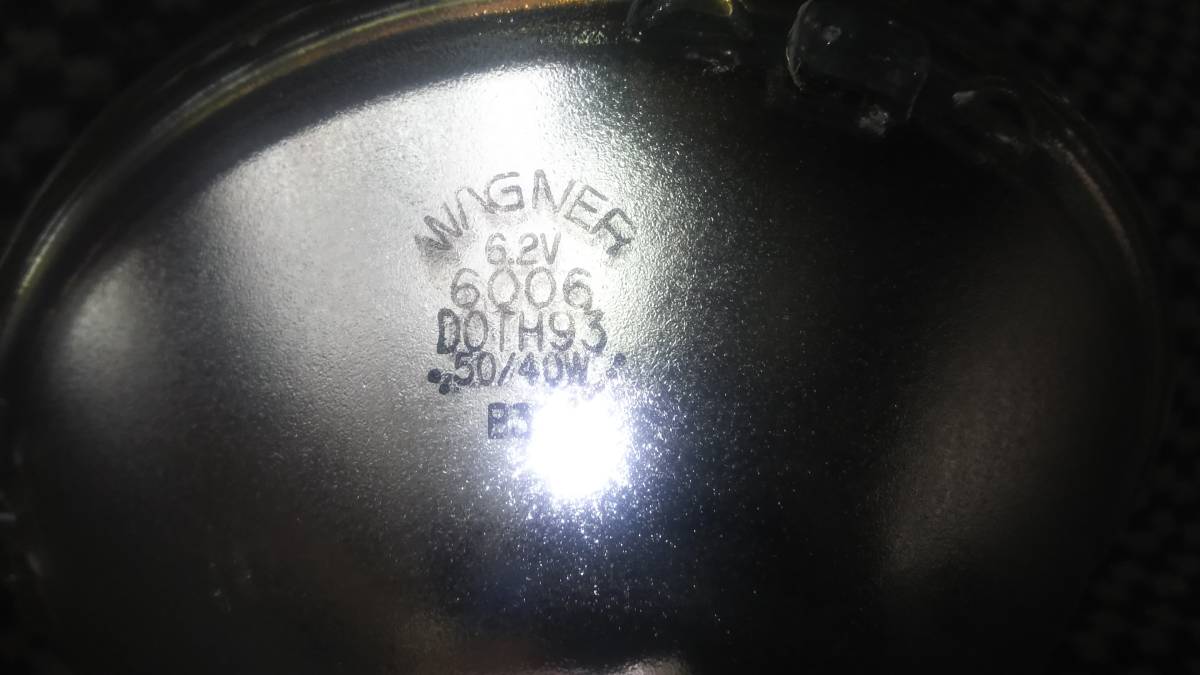 WAGNER
6.2V
6006
DOTH93
50/40W